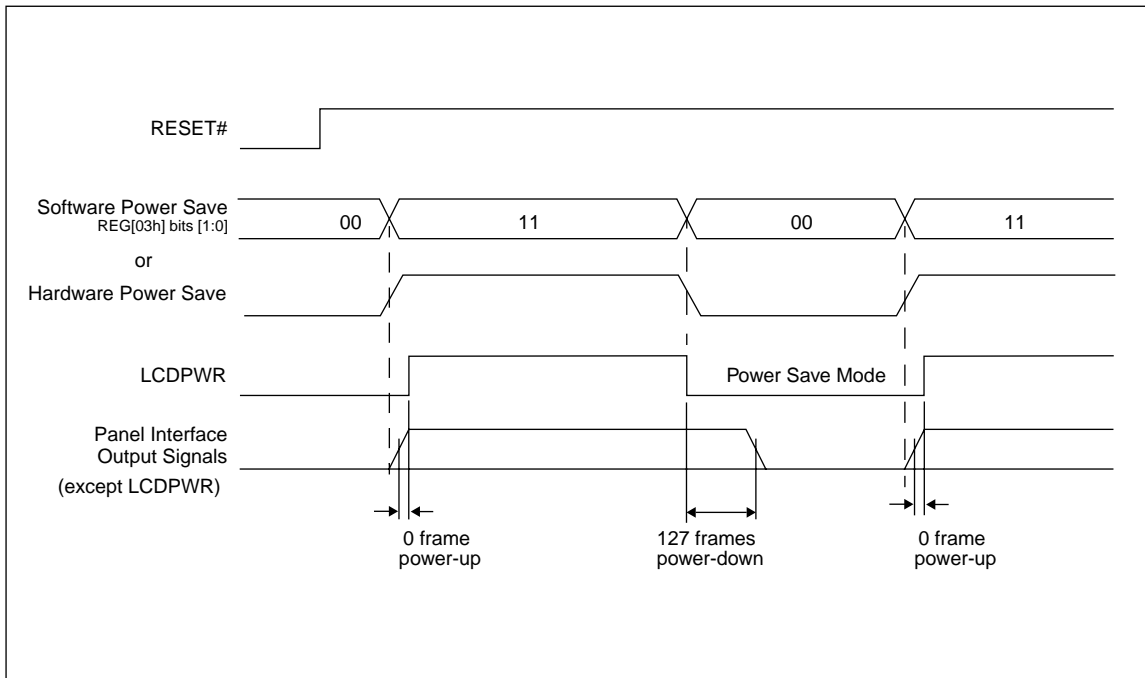 RESET#
Software Power Save
REG[03h] bits [1:0]
00
11
00
11
or
Hardware Power Save
LCDPWR
Power Save Mode
Panel Interface
Output Signals
(except LCDPWR)
0 frame
power-up
127 frames
power-down
0 frame
power-up